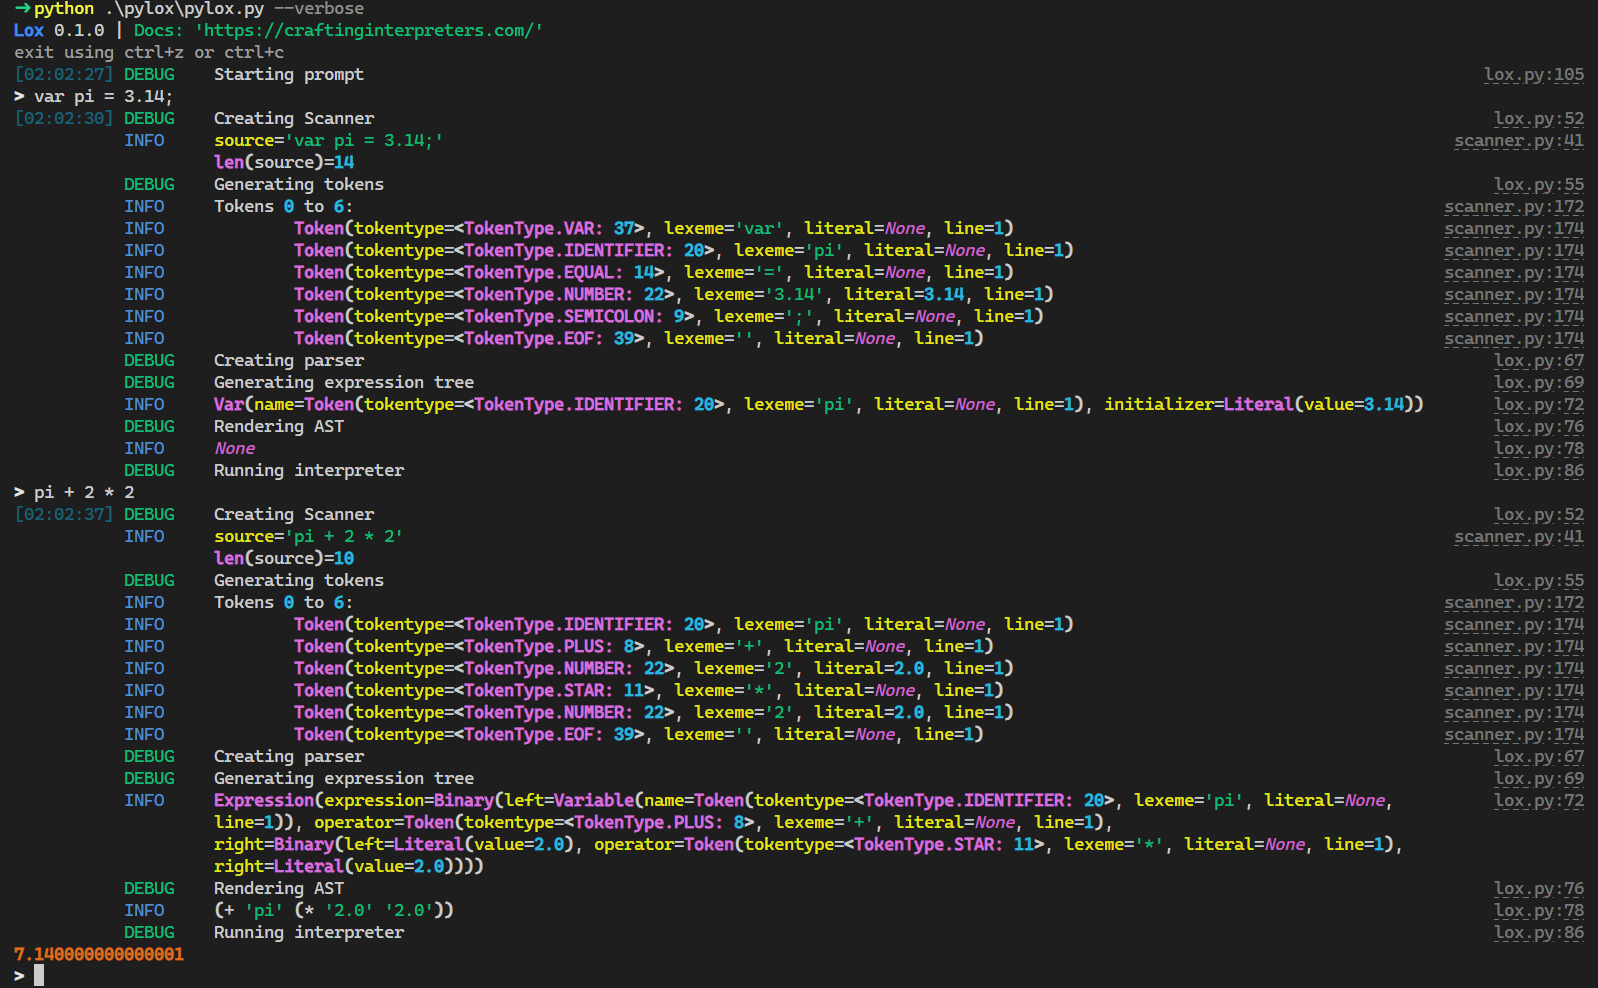 →python .\pylox\pylox.py --verbose
Lox 0.1.0 | Docs: 'https://craftinginterpreters.com/'
exit using ctrl+z or ctrl+c
[02:02:27] DEBUG    Starting prompt    lox.py:105
> var pi = 3.14;
[02:02:30] DEBUG    Creating Scanner    lox.py:52
INFO    source='var pi = 3.14;'    scanner.py:41
len(source)=14
DEBUG    Generating tokens    lox.py:55
INFO    Tokens 0 to 6:    scanner.py:172
INFO    Token(tokentype=<TokenType.VAR: 37>, lexeme='var', literal=None, line=1)    scanner.py:174
INFO    Token(tokentype=<TokenType.IDENTIFIER: 20>, lexeme='pi', literal=None, line=1)    scanner.py:174
INFO    Token(tokentype=<TokenType.EQUAL: 14>, lexeme='=', literal=None, line=1)    scanner.py:174
INFO    Token(tokentype=<TokenType.NUMBER: 22>, lexeme='3.14', literal=3.14, line=1)    scanner.py:174
INFO    Token(tokentype=<TokenType.SEMICOLON: 9>, lexeme=';', literal=None, line=1)    scanner.py:174
INFO    Token(tokentype=<TokenType.EOF: 39>, lexeme='', literal=None, line=1)    scanner.py:174
DEBUG    Creating parser    lox.py:67
DEBUG    Generating expression tree    lox.py:69
INFO    Var(name=Token(tokentype=<TokenType.IDENTIFIER: 20>, lexeme='pi', literal=None, line=1), initializer=Literal(value=3.14))    lox.py:72
DEBUG    Rendering AST    lox.py:76
INFO    None    lox.py:78
DEBUG    Running interpreter    lox.py:86
> pi + 2 * 2
[02:02:37] DEBUG    Creating Scanner    lox.py:52
INFO    source='pi + 2 * 2'    scanner.py:41
len(source)=10
DEBUG    Generating tokens    lox.py:55
INFO    Tokens 0 to 6:    scanner.py:172
INFO    Token(tokentype=<TokenType.IDENTIFIER: 20>, lexeme='pi', literal=None, line=1)    scanner.py:174
INFO    Token(tokentype=<TokenType.PLUS: 8>, lexeme='+', literal=None, line=1)    scanner.py:174
INFO    Token(tokentype=<TokenType.NUMBER: 22>, lexeme='2', literal=2.0, line=1)    scanner.py:174
INFO    Token(tokentype=<TokenType.STAR: 11>, lexeme='*', literal=None, line=1)    scanner.py:174
INFO    Token(tokentype=<TokenType.NUMBER: 22>, lexeme='2', literal=2.0, line=1)    scanner.py:174
INFO    Token(tokentype=<TokenType.EOF: 39>, lexeme='', literal=None, line=1)    scanner.py:174
DEBUG    Creating parser    lox.py:67
DEBUG    Generating expression tree    lox.py:69
INFO    Expression(expression=Binary(left=Variable(name=Token(tokentype=<TokenType.IDENTIFIER: 20>, lexeme='pi', literal=None,    lox.py:72
line=1)), operator=Token(tokentype=<TokenType.PLUS: 8>, lexeme='+', literal=None, line=1),
right=Binary(left=Literal(value=2.0), operator=Token(tokentype=<TokenType.STAR: 11>, lexeme='*', literal=None, line=1),
right=Literal(value=2.0))))
DEBUG    Rendering AST    lox.py:76
INFO    (+ 'pi' (* '2.0' '2.0'))    lox.py:78
DEBUG    Running interpreter    lox.py:86
7.140000000000001
>